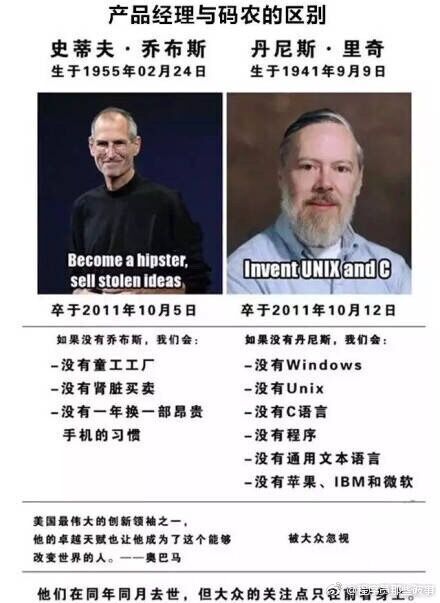 产品经理与码农的区别
史蒂夫·乔布斯
生于1955年02月24日
丹尼斯·里奇
生于1941年9月9日
Become a hipster,
sell stolen ideas
Invent UNIX and C
卒于2011年10月5日
卒于2011年10月12日
如果没有乔布斯，我们会：
-没有童工工厂
-没有肾脏买卖
-没有一年换一部昂贵
手机的习惯
如果没有丹尼斯，我们会：
-没有Windows
-没有Unix
-没有C语言
-没有程序
-没有通用文本语言
-没有苹果、IBM和微软
美国最伟大的创新领袖之一，
他的卓越天赋也让他成为了这个能够
改变世界的人。——奥巴马
被大众忽视
他们在同年同月去世，但大众的关注点只在前者身上。